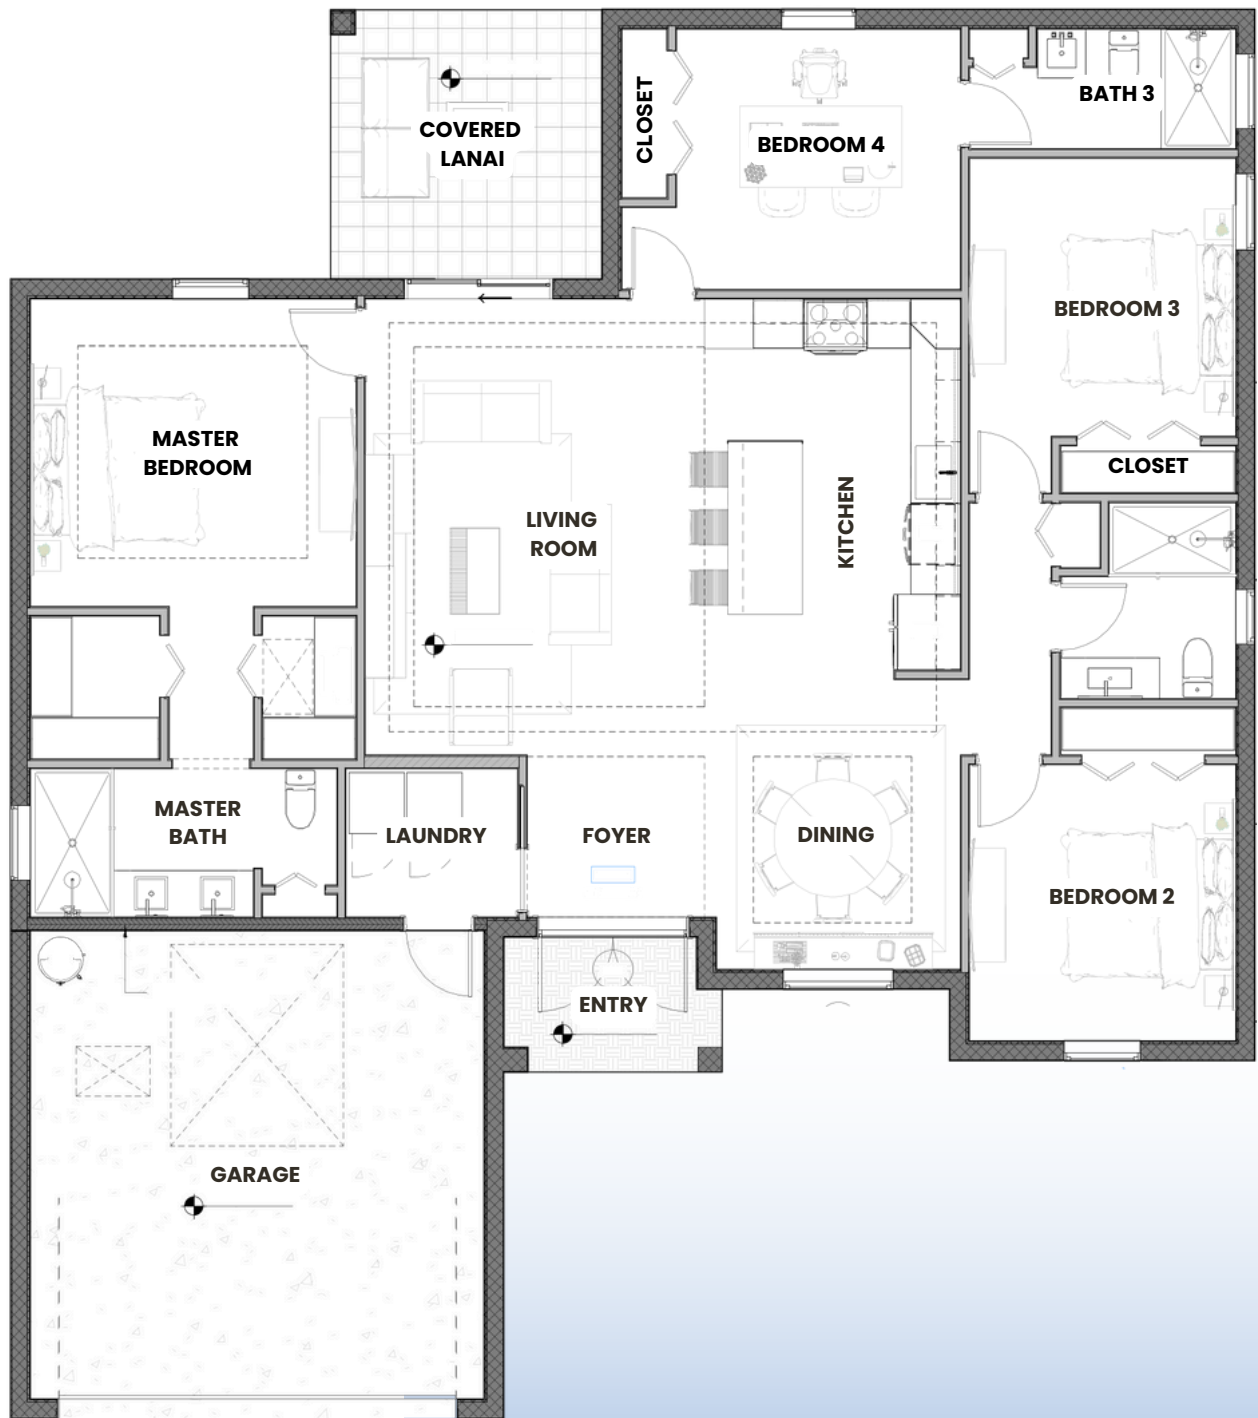 COVERED
LANAI
CLOSET
BEDROOM 4
BATH 3
BEDROOM 3
CLOSET
MASTER
BEDROOM
LIVING
ROOM
KITCHEN
MASTER
BATH
LAUNDRY
FOYER
DINING
BEDROOM 2
ENTRY
GARAGE